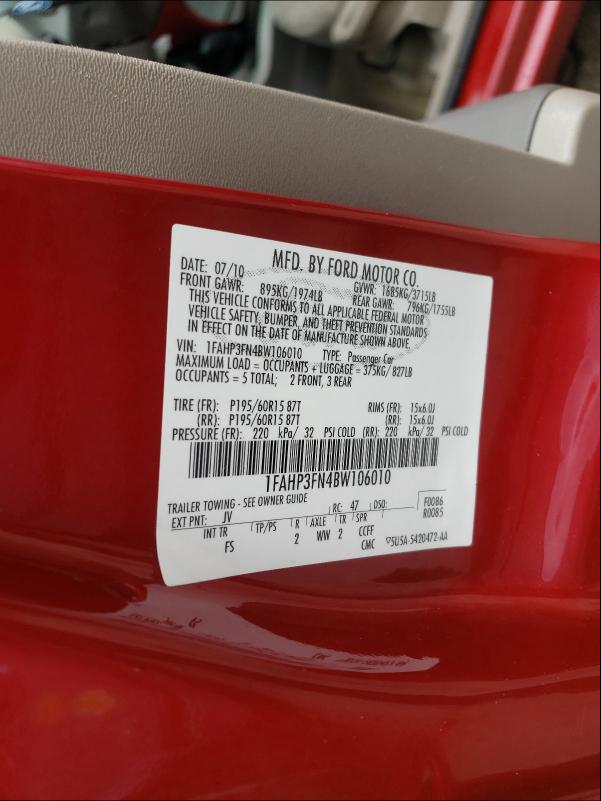 MFD. BY FORD MOTOR CO.
DATE: 07/10 GVWR: 1685KG/3715LB
FRONT GAWR: 895KG/1974LB REAR GAWR: 796KG/1755LB
THIS VEHICLE CONFORMS TO ALL APPLICABLE FEDERAL MOTOR
VEHICLE SAFETY, BUMPER, AND THEFT PREVENTION STANDARDS
IN EFFECT ON THE DATE OF MANUFACTURE SHOWN ABOVE.
VIN: 1FAHP3FN4BW106010 TYPE: Passenger Car
MAXIMUM LOAD = OCCUPANTS + LUGGAGE = 375KG/ 827LB
OCCUPANTS = 5 TOTAL; 2 FRONT, 3 REAR
TIRE (FR): P195/60R15 87T RIMS (FR): 15x6.0J
(RR): P195/60R15 87T (RR): 15x6.0J
PRESSURE (FR): 220 kPa/ 32 PSI COLD (RR): 220 kPa/ 32 PSI COLD
1FAHP3FN4BW106010
TRAILER TOWING - SEE OWNER GUIDE
EXT PNT: JV RC: 47 DSO: F0086
R0085
INT TR TP/PS R AXLE TR SPR
FS 2 WW 2 CCFF
CMC 5U5A-5420472-AA